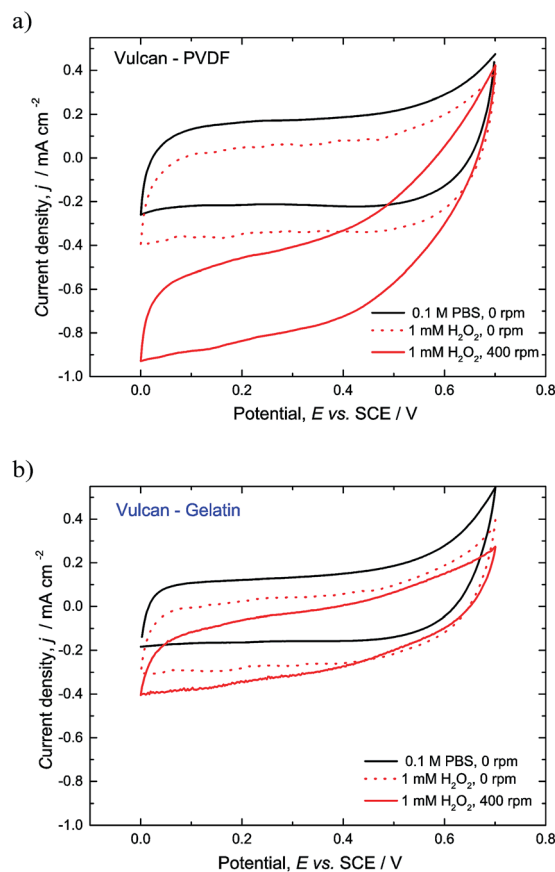 a)
Vulcan - PVDF
0.4
0.2
0.0
-0.2
-0.4
-0.6
-0.8
-1.0
Current density, j / mA cm⁻²
0.1 M PBS, 0 rpm
1 mM H₂O₂, 0 rpm
1 mM H₂O₂, 400 rpm
0.0 0.2 0.4 0.6 0.8
Potential, E vs. SCE / V
b)
Vulcan - Gelatin
0.4
0.2
0.0
-0.2
-0.4
-0.6
-0.8
-1.0
Current density, j / mA cm⁻²
0.1 M PBS, 0 rpm
1 mM H₂O₂, 0 rpm
1 mM H₂O₂, 400 rpm
0.0 0.2 0.4 0.6 0.8
Potential, E vs. SCE / V